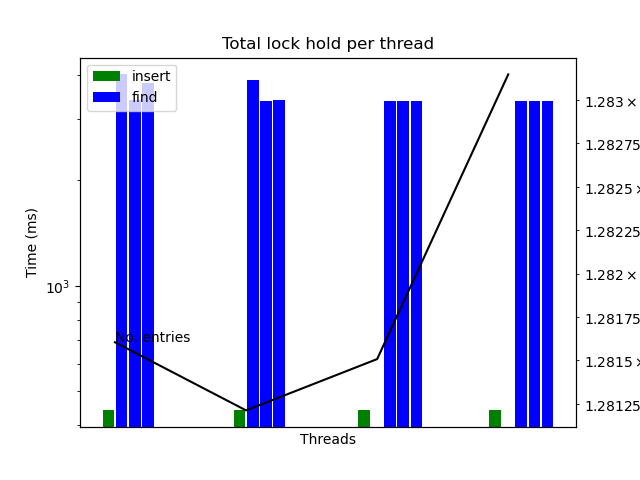 Total lock hold per thread
insert
find
Time (ms)
10³
No. entries
Threads
1.283 ×
1.28275
1.2825 ×
1.28225
1.282 ×
1.28175
1.2815 ×
1.28125